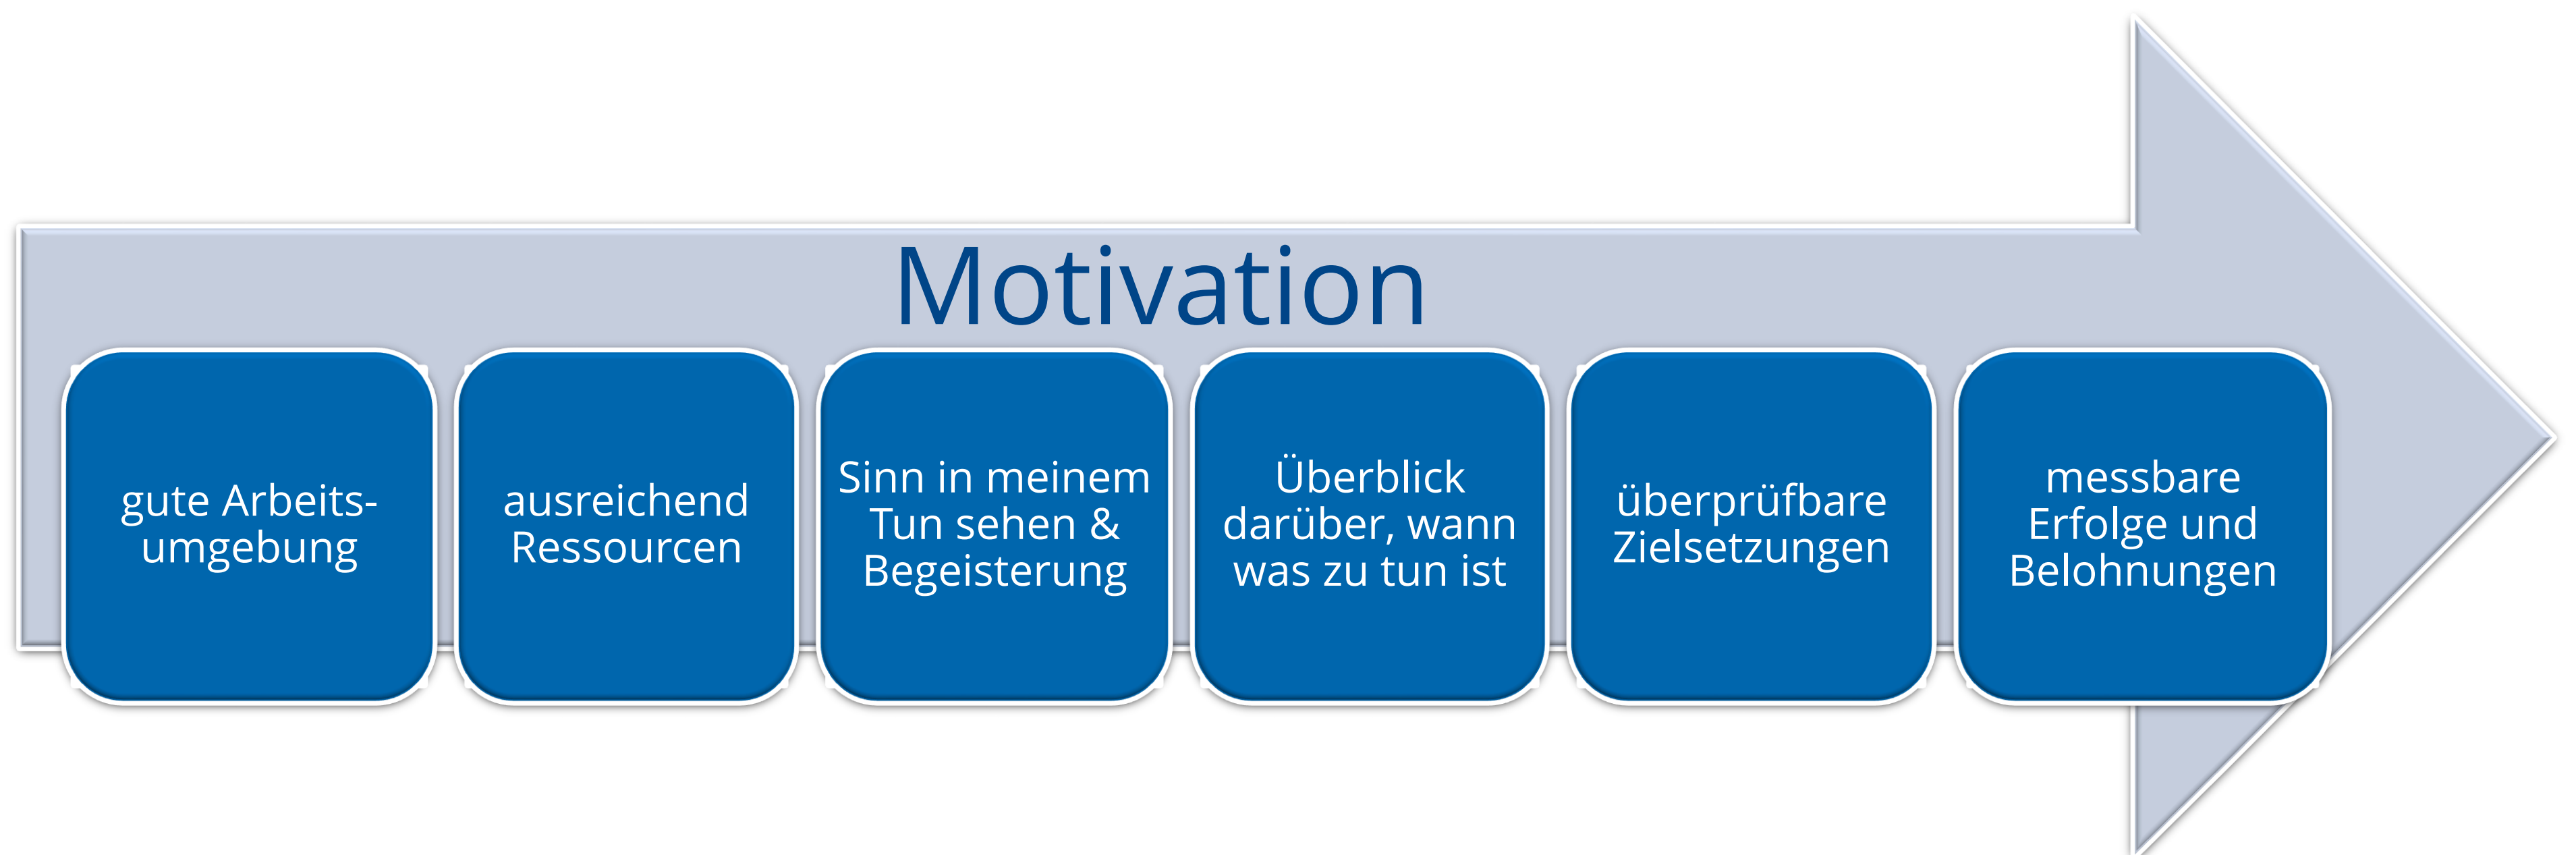 Motivation
gute Arbeits-
umgebung
ausreichend
Ressourcen
Sinn in meinem
Tun sehen &
Begeisterung
Überblick
darüber, wann
was zu tun ist
überprüfbare
Zielsetzungen
messbare
Erfolge und
Belohnungen